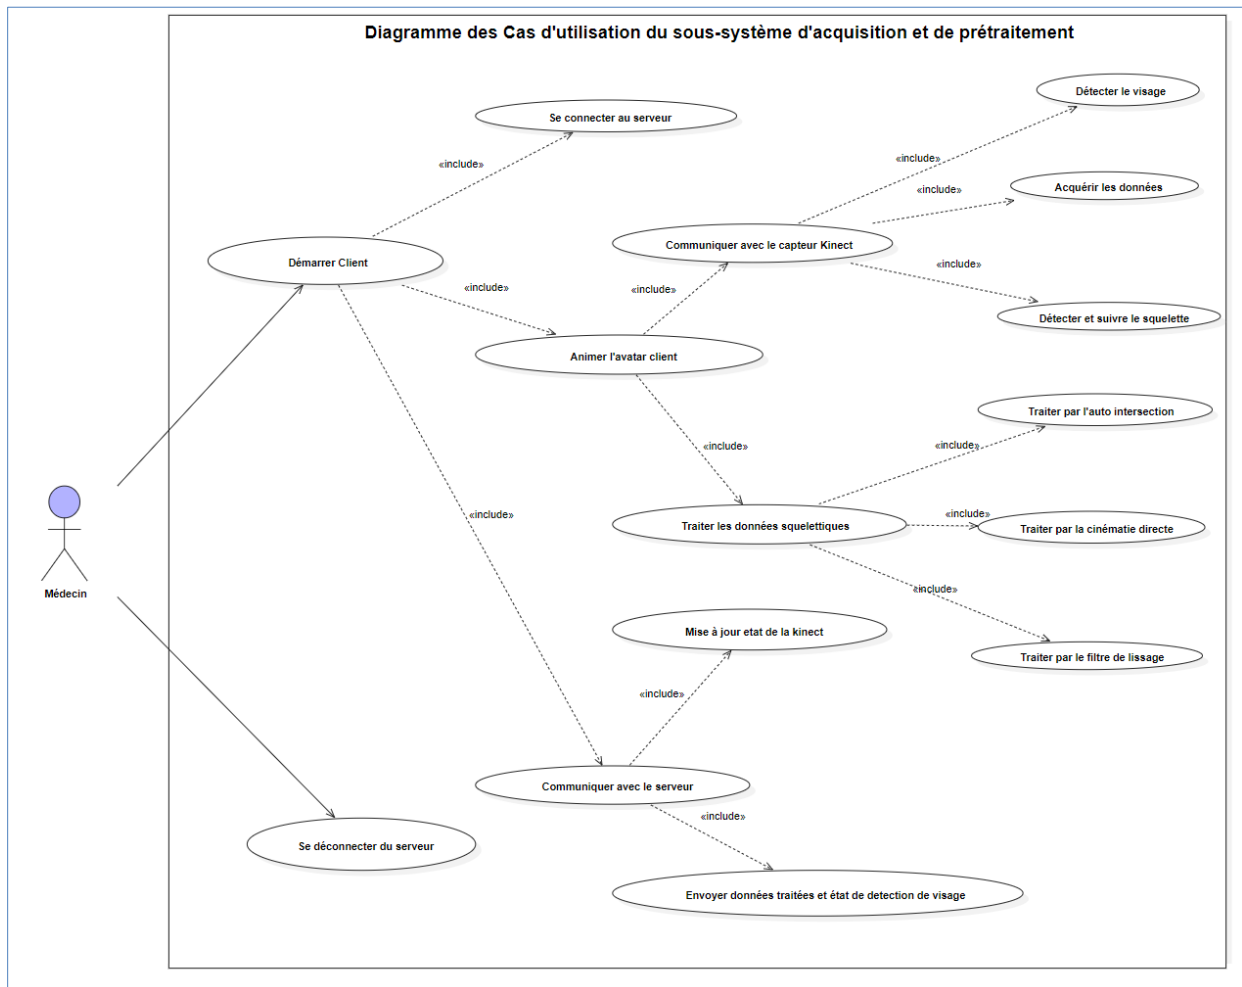 Diagramme des Cas d'utilisation du sous-système d'acquisition et de prétraitement
Détecter le visage
Se connecter au serveur
«include»
«include»
«include»
Acquérir les données
Communiquer avec le capteur Kinect
Démarrer Client
«include»
«include»
«include»
Détecter et suivre le squelette
Animer l'avatar client
Traiter par l'auto intersection
«include»
«include»
«include»
«include»
Traiter les données squelettiques
Traiter par la cinématie directe
«include»
Médecin
Mise à jour etat de la kinect
Traiter par le filtre de lissage
«include»
Communiquer avec le serveur
«include»
Se déconnecter du serveur
Envoyer données traitées et état de detection de visage